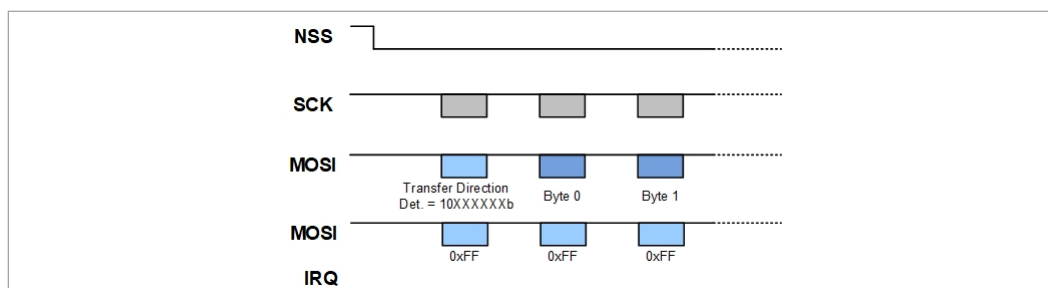 NSS
SCK
MOSI
Transfer Direction
Det. = 10XXXXXXb
Byte 0
Byte 1
MOSI
0xFF
0xFF
0xFF
IRQ